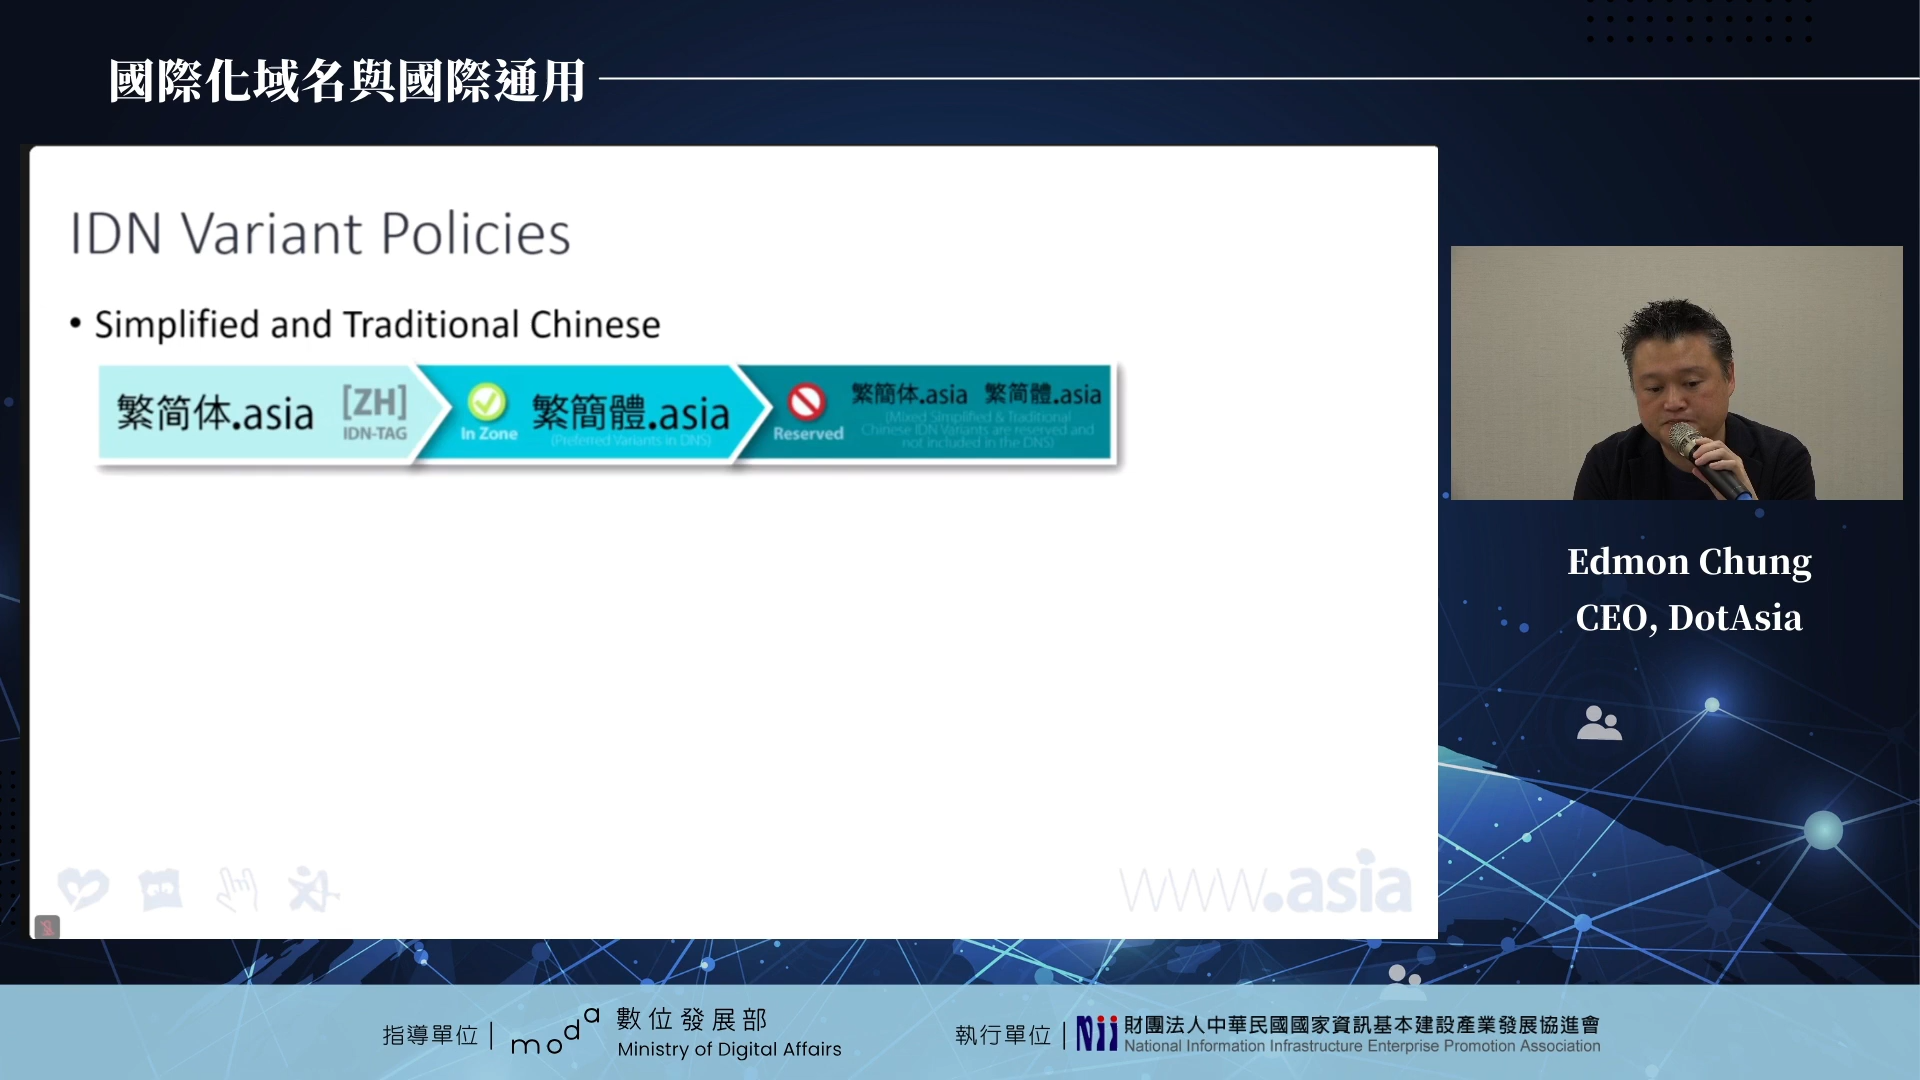 國際化域名與國際通用
IDN Variant Policies
• Simplified and Traditional Chinese
繁简体.asia
[ZH]
IDN-TAG
In Zone
繁簡體.asia
(Preferred Variants in DNS)
Reserved
繁簡体.asia 繁简體.asia
(Mixed Simplified & Traditional
Chinese IDN Variants are reserved and
not included in the DNS)
www.asia
Edmon Chung
CEO, DotAsia
指導單位
moda
數位發展部
Ministry of Digital Affairs
執行單位
Nii
財團法人中華民國國家資訊基本建設產業發展協進會
National Information Infrastructure Enterprise Promotion Association